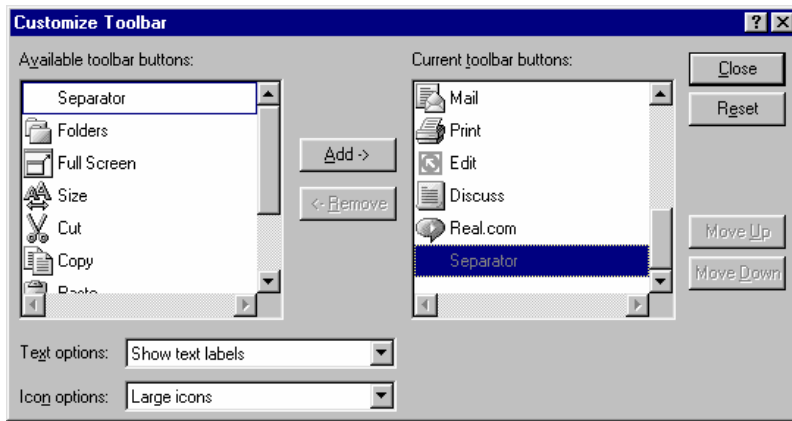 Customize Toolbar
Available toolbar buttons:
Separator
Folders
Full Screen
Size
Cut
Copy
Paste
Add ->
<- Remove
Current toolbar buttons:
Mail
Print
Edit
Discuss
Real.com
Separator
Close
Reset
Move Up
Move Down
Text options: Show text labels
Icon options: Large icons